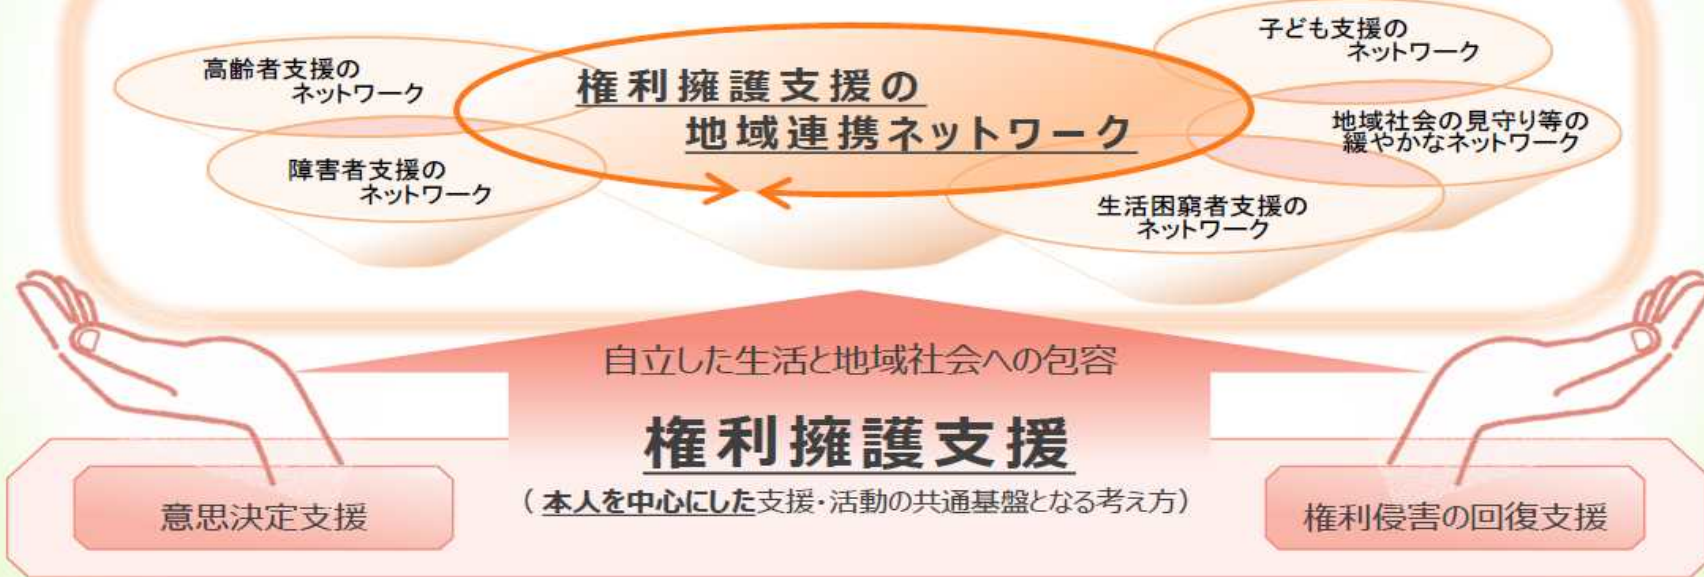 高齢者支援の
ネットワーク
障害者支援の
ネットワーク
権利擁護支援の
地域連携ネットワーク
子ども支援の
ネットワーク
地域社会の見守り等の
緩やかなネットワーク
生活困窮者支援の
ネットワーク
自立した生活と地域社会への包容
権利擁護支援
（本人を中心にした支援・活動の共通基盤となる考え方）
意思決定支援
権利侵害の回復支援